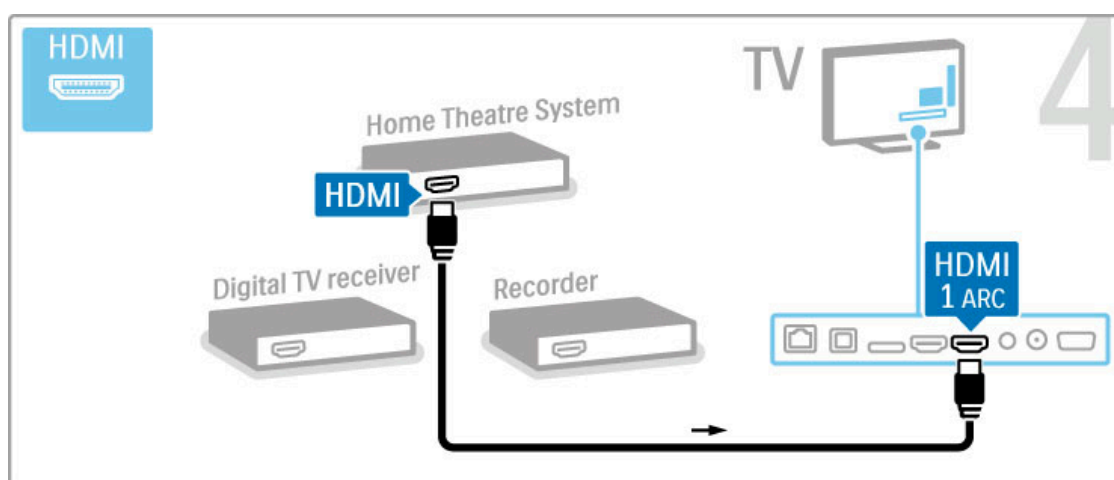 HDMI
TV
4
Home Theatre System
HDMI
Digital TV receiver
Recorder
HDMI
1 ARC